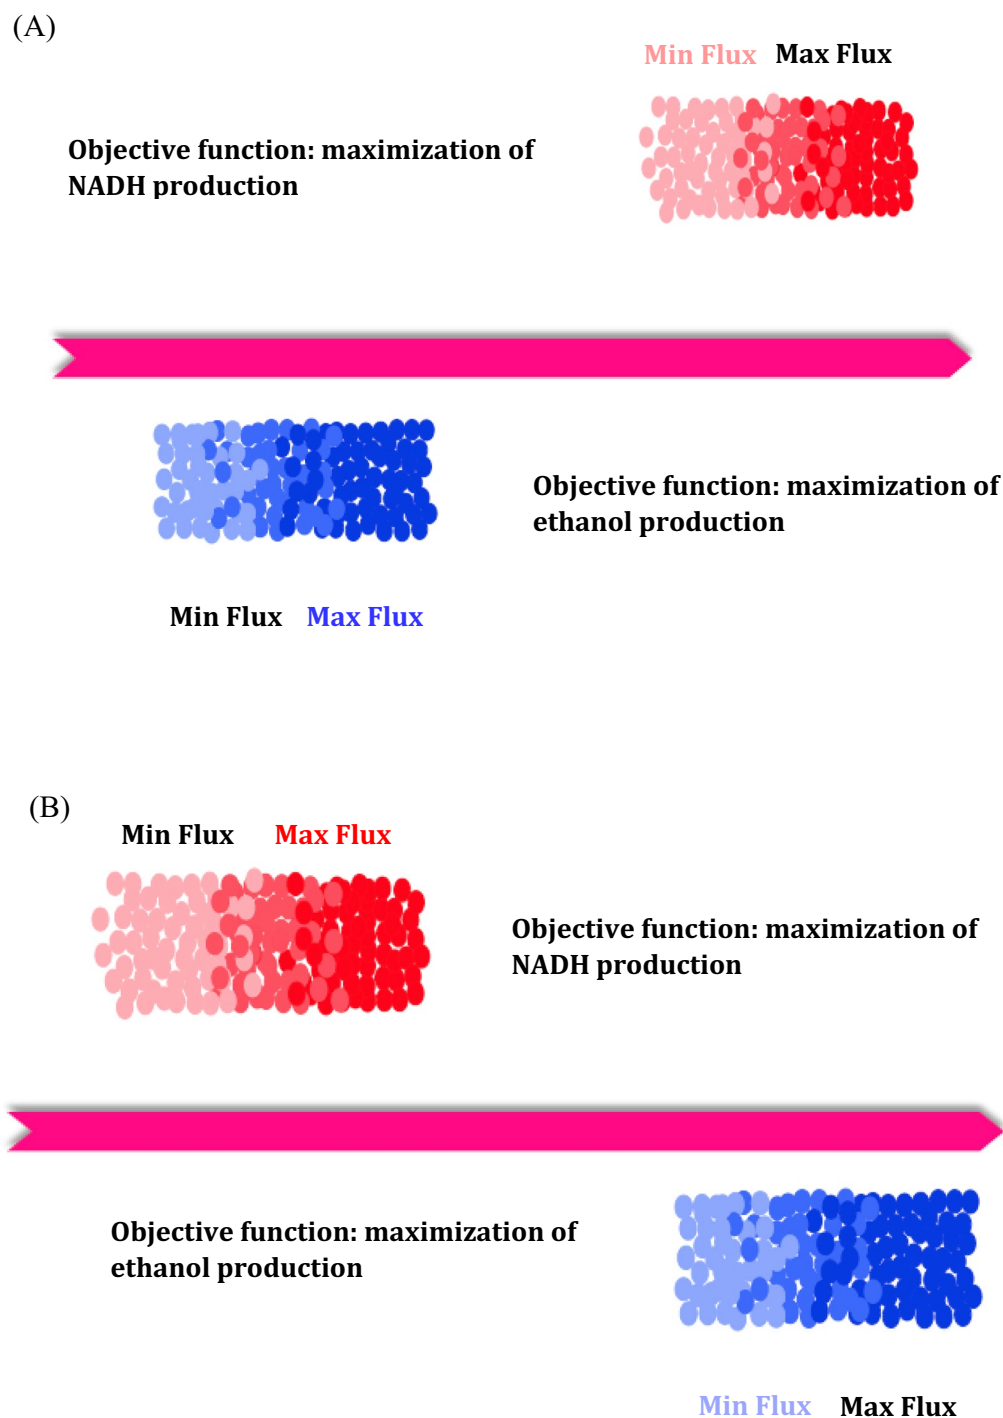 (A)
Min Flux Max Flux
Objective function: maximization of
NADH production
Objective function: maximization of
ethanol production
Min Flux Max Flux
(B)
Min Flux Max Flux
Objective function: maximization of
NADH production
Objective function: maximization of
ethanol production
Min Flux Max Flux